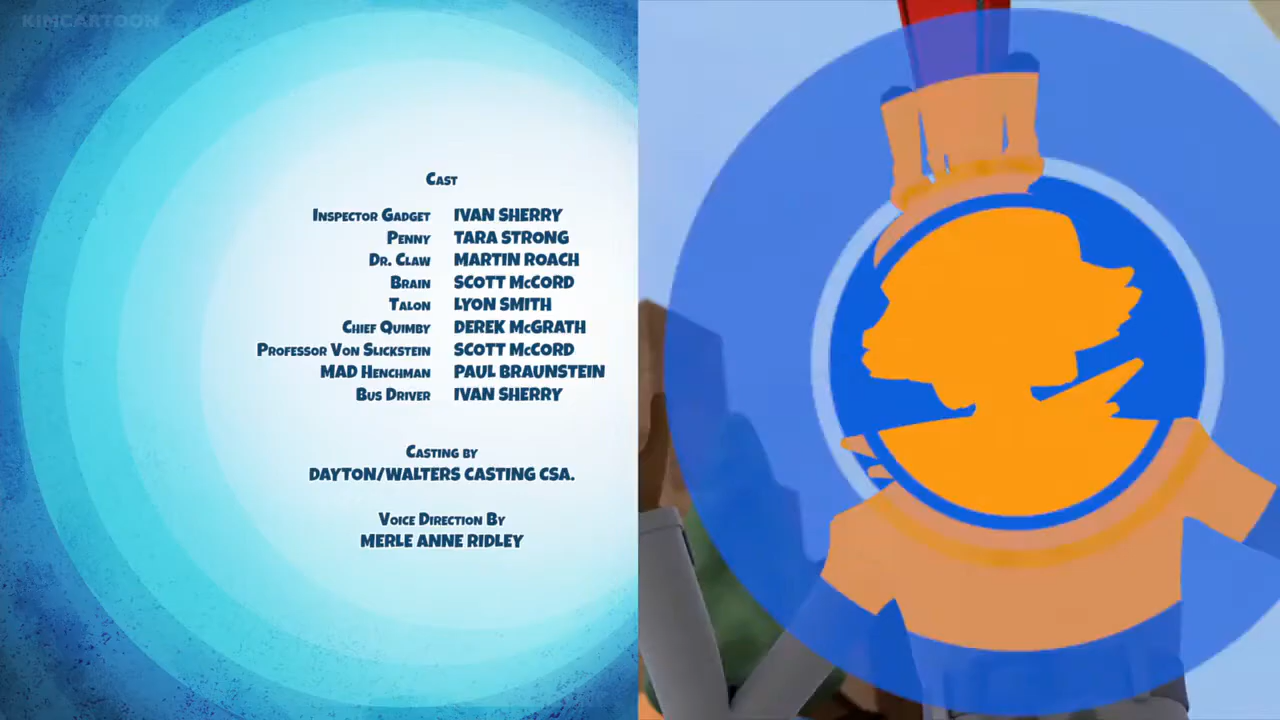 KIMCARTOON
Cast
Inspector Gadget IVAN SHERRY
Penny TARA STRONG
Dr. Claw MARTIN ROACH
Brain SCOTT McCORD
Talon LYON SMITH
Chief Quimby DEREK McGRATH
Professor Von Slickstein SCOTT McCORD
MAD Henchman PAUL BRAUNSTEIN
Bus Driver IVAN SHERRY
Casting by
DAYTON/WALTERS CASTING CSA.
Voice Direction By
MERLE ANNE RIDLEY